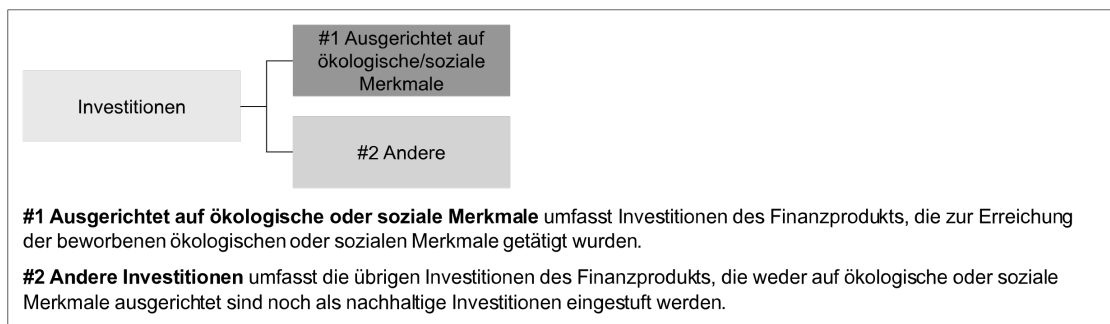 #1 Ausgerichtet auf
ökologische/soziale
Merkmale
Investitionen
#2 Andere
#1 Ausgerichtet auf ökologische oder soziale Merkmale umfasst Investitionen des Finanzprodukts, die zur Erreichung
der beworbenen ökologischen oder sozialen Merkmale getätigt wurden.
#2 Andere Investitionen umfasst die übrigen Investitionen des Finanzprodukts, die weder auf ökologische oder soziale
Merkmale ausgerichtet sind noch als nachhaltige Investitionen eingestuft werden.